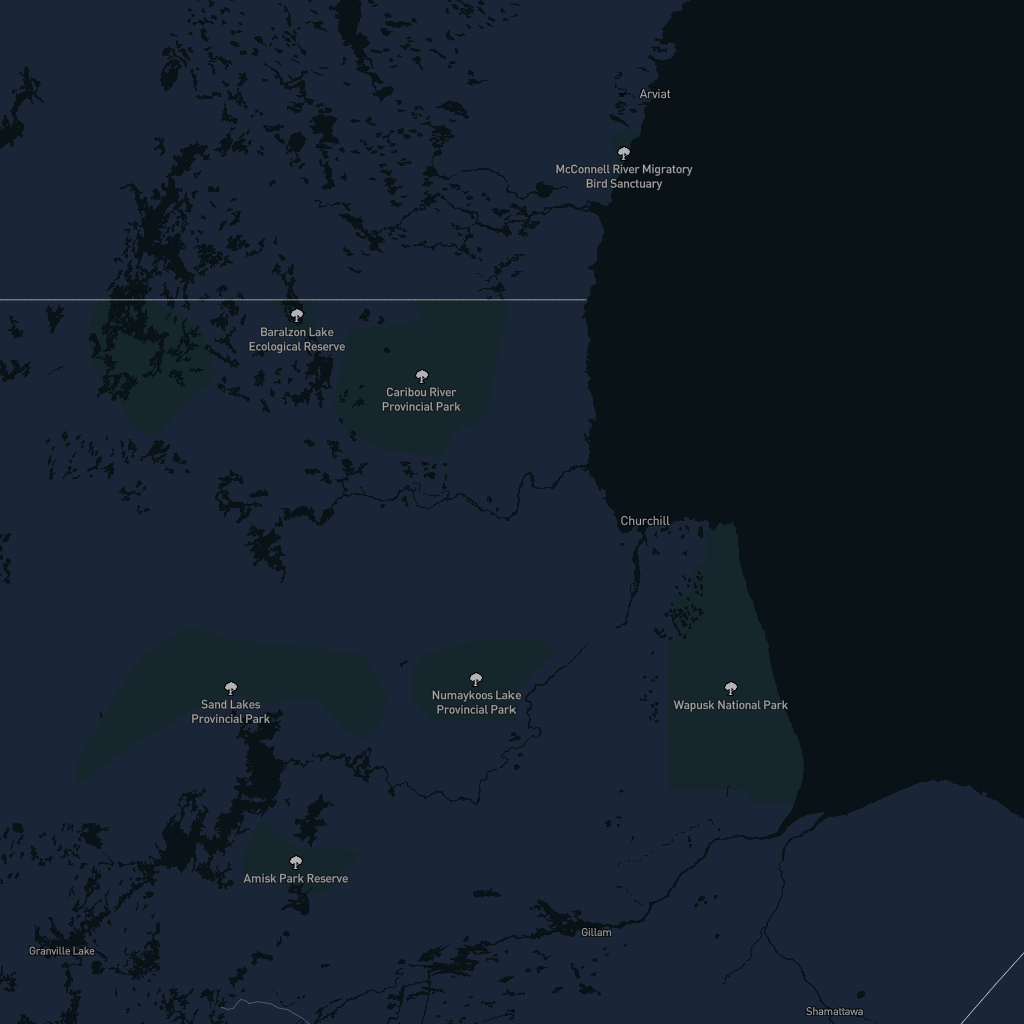 Arviat
McConnell River Migratory
Bird Sanctuary
Baralzon Lake
Ecological Reserve
Caribou River
Provincial Park
Churchill
Sand Lakes
Provincial Park
Numaykoos Lake
Provincial Park
Wapusk National Park
Amisk Park Reserve
Gillam
Granville Lake
Shamattawa